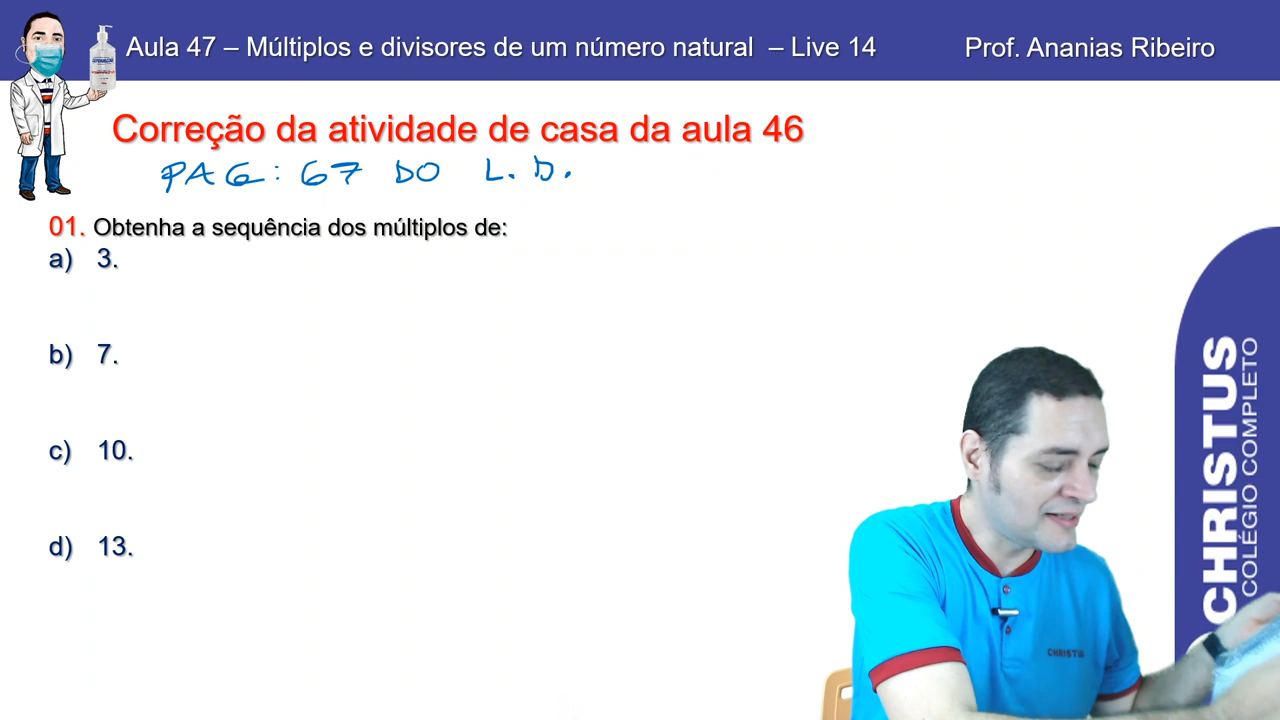 Aula 47 – Múltiplos e divisores de um número natural – Live 14
Prof. Ananias Ribeiro
Correção da atividade de casa da aula 46
PAG: 67 DO L.D.
01. Obtenha a sequência dos múltiplos de:
a) 3.
b) 7.
c) 10.
d) 13.
CHRISTUS
COLÉGIO COMPLETO
CHRISTUS